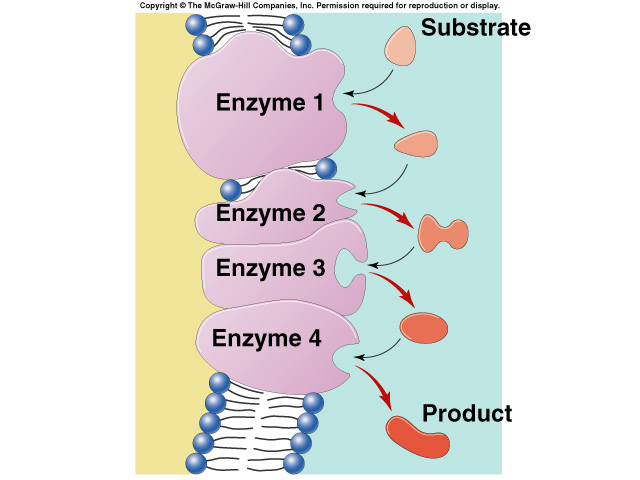 Copyright © The McGraw-Hill Companies, Inc. Permission required for reproduction or display.
Substrate
Enzyme 1
Enzyme 2
Enzyme 3
Enzyme 4
Product